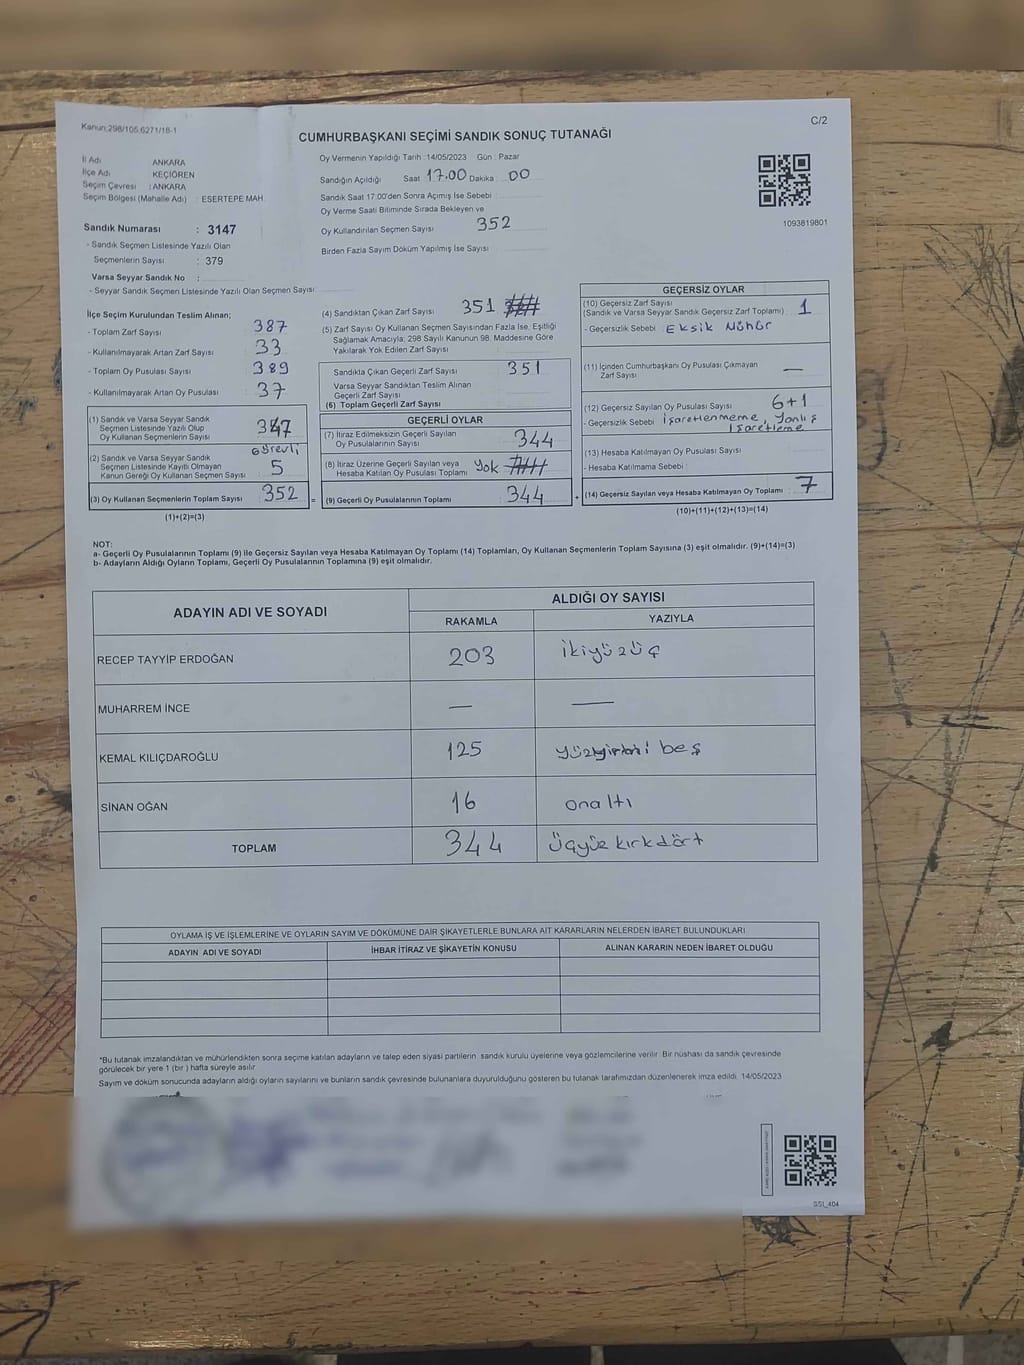 Kanun:298/105,6271/18-1
C/2
CUMHURBAŞKANI SEÇİMİ SANDIK SONUÇ TUTANAĞI
İl Adı ANKARA
İlçe Adı KEÇİÖREN
Seçim Çevresi : ANKARA
Seçim Bölgesi (Mahalle Adı) : ESERTEPE MAH.
Oy Vermenin Yapıldığı Tarih : 14/05/2023 Gün : Pazar
Sandığın Açıldığı Saat 17.00 Dakika : 00
Sandık Saat 17:00'den Sonra Açımış İse Sebebi :
Oy Verme Saati Bitiminde Sırada Bekleyen ve
Oy Kullandırılan Seçmen Sayısı 352
Birden Fazla Sayım Döküm Yapılmış İse Sayısı
1093819801
Sandık Numarası : 3147
- Sandık Seçmen Listesinde Yazılı Olan
Seçmenlerin Sayısı : 379
Varsa Seyyar Sandık No :
- Seyyar Sandık Seçmen Listesinde Yazılı Olan Seçmen Sayısı:
İlçe Seçim Kurulundan Teslim Alınan;
- Toplam Zarf Sayısı 387
- Kullanılmayarak Artan Zarf Sayısı 33
- Toplam Oy Pusulası Sayısı 389
- Kullanılmayarak Artan Oy Pusulası 37
(1) Sandık ve Varsa Seyyar Sandık
Seçmen Listesinde Yazılı Olup
Oy Kullanan Seçmenlerin Sayısı 347
(2) Sandık ve Varsa Seyyar Sandık
Seçmen Listesinde Kayıtlı Olmayan
Kanun Gereği Oy Kullanan Seçmen Sayısı 5
(3) Oy Kullanan Seçmenlerin Toplam Sayısı 352
(1)+(2)=(3)
(4) Sandıktan Çıkan Zarf Sayısı 351
(5) Zarf Sayısı Oy Kullanan Seçmen Sayısından Fazla İse, Eşitliği
Sağlamak Amacıyla; 298 Sayılı Kanunun 98. Maddesine Göre
Yakılarak Yok Edilen Zarf Sayısı
Sandıkta Çıkan Geçerli Zarf Sayısı 351
Varsa Seyyar Sandıktan Teslim Alınan
Geçerli Zarf Sayısı
(6) Toplam Geçerli Zarf Sayısı
GEÇERLİ OYLAR
(7) İtiraz Edilmeksizin Geçerli Sayılan
Oy Pusulalarının Sayısı 344
(8) İtiraz Üzerine Geçerli Sayılan veya
Hesaba Katılan Oy Pusulası Toplamı Yok
= (9) Geçerli Oy Pusulalarının Toplamı 344 +
GEÇERSİZ OYLAR
(10) Geçersiz Zarf Sayısı
(Sandık ve Varsa Seyyar Sandık Geçersiz Zarf Toplamı) : 1
- Geçersizlik Sebebi : Eksik Mühür
(11) İçinden Cumhurbaşkanı Oy Pusulası Çıkmayan
Zarf Sayısı —
(12) Geçersiz Sayılan Oy Pusulası Sayısı 6+1
- Geçersizlik Sebebi : İşaretlenmeme, Yanlış
İşaretleme
(13) Hesaba Katılmayan Oy Pusulası Sayısı
- Hesaba Katılmama Sebebi
(14) Geçersiz Sayılan veya Hesaba Katılmayan Oy Toplamı 7
(10)+(11)+(12)+(13)=(14)
NOT:
a- Geçerli Oy Pusulalarının Toplamı (9) ile Geçersiz Sayılan veya Hesaba Katılmayan Oy Toplamı (14) Toplamları, Oy Kullanan Seçmenlerin Toplam Sayısına (3) eşit olmalıdır. (9)+(14)=(3)
b- Adayların Aldığı Oyların Toplamı, Geçerli Oy Pusulalarının Toplamına (9) eşit olmalıdır.
ADAYIN ADI VE SOYADI
ALDIĞI OY SAYISI
RAKAMLA YAZIYLA
RECEP TAYYİP ERDOĞAN 203 ikiyüzüç
MUHARREM İNCE — —
KEMAL KILIÇDAROĞLU 125 yüzyirmi beş
SİNAN OĞAN 16 onaltı
TOPLAM 344 Üçyüz kırkdört
OYLAMA İŞ VE İŞLEMLERİNE VE OYLARIN SAYIM VE DÖKÜMÜNE DAİR ŞİKAYETLERLE BUNLARA AİT KARARLARIN NELERDEN İBARET BULUNDUKLARI
ADAYIN ADI VE SOYADI İHBAR İTİRAZ VE ŞİKAYETİN KONUSU ALINAN KARARIN NEDEN İBARET OLDUĞU
*Bu tutanak imzalandıktan ve mühürlendikten sonra seçime katılan adayların ve talep eden siyasi partilerin sandık kurulu üyelerine veya gözlemcilerine verilir. Bir nüshası da sandık çevresinde
görülecek bir yere 1 (bir) hafta süreyle asılır
Sayım ve döküm sonucunda adayların aldığı oyların sayılarını ve bunların sandık çevresinde bulunanlara duyurulduğunu gösteren bu tutanak tarafımızdan düzenlenerek imza edildi. 14/05/2023
S51_404